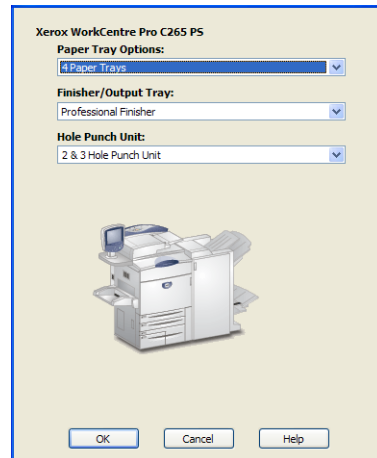 Xerox WorkCentre Pro C265 PS
Paper Tray Options:
4 Paper Trays
Finisher/Output Tray:
Professional Finisher
Hole Punch Unit:
2 & 3 Hole Punch Unit
OK Cancel Help